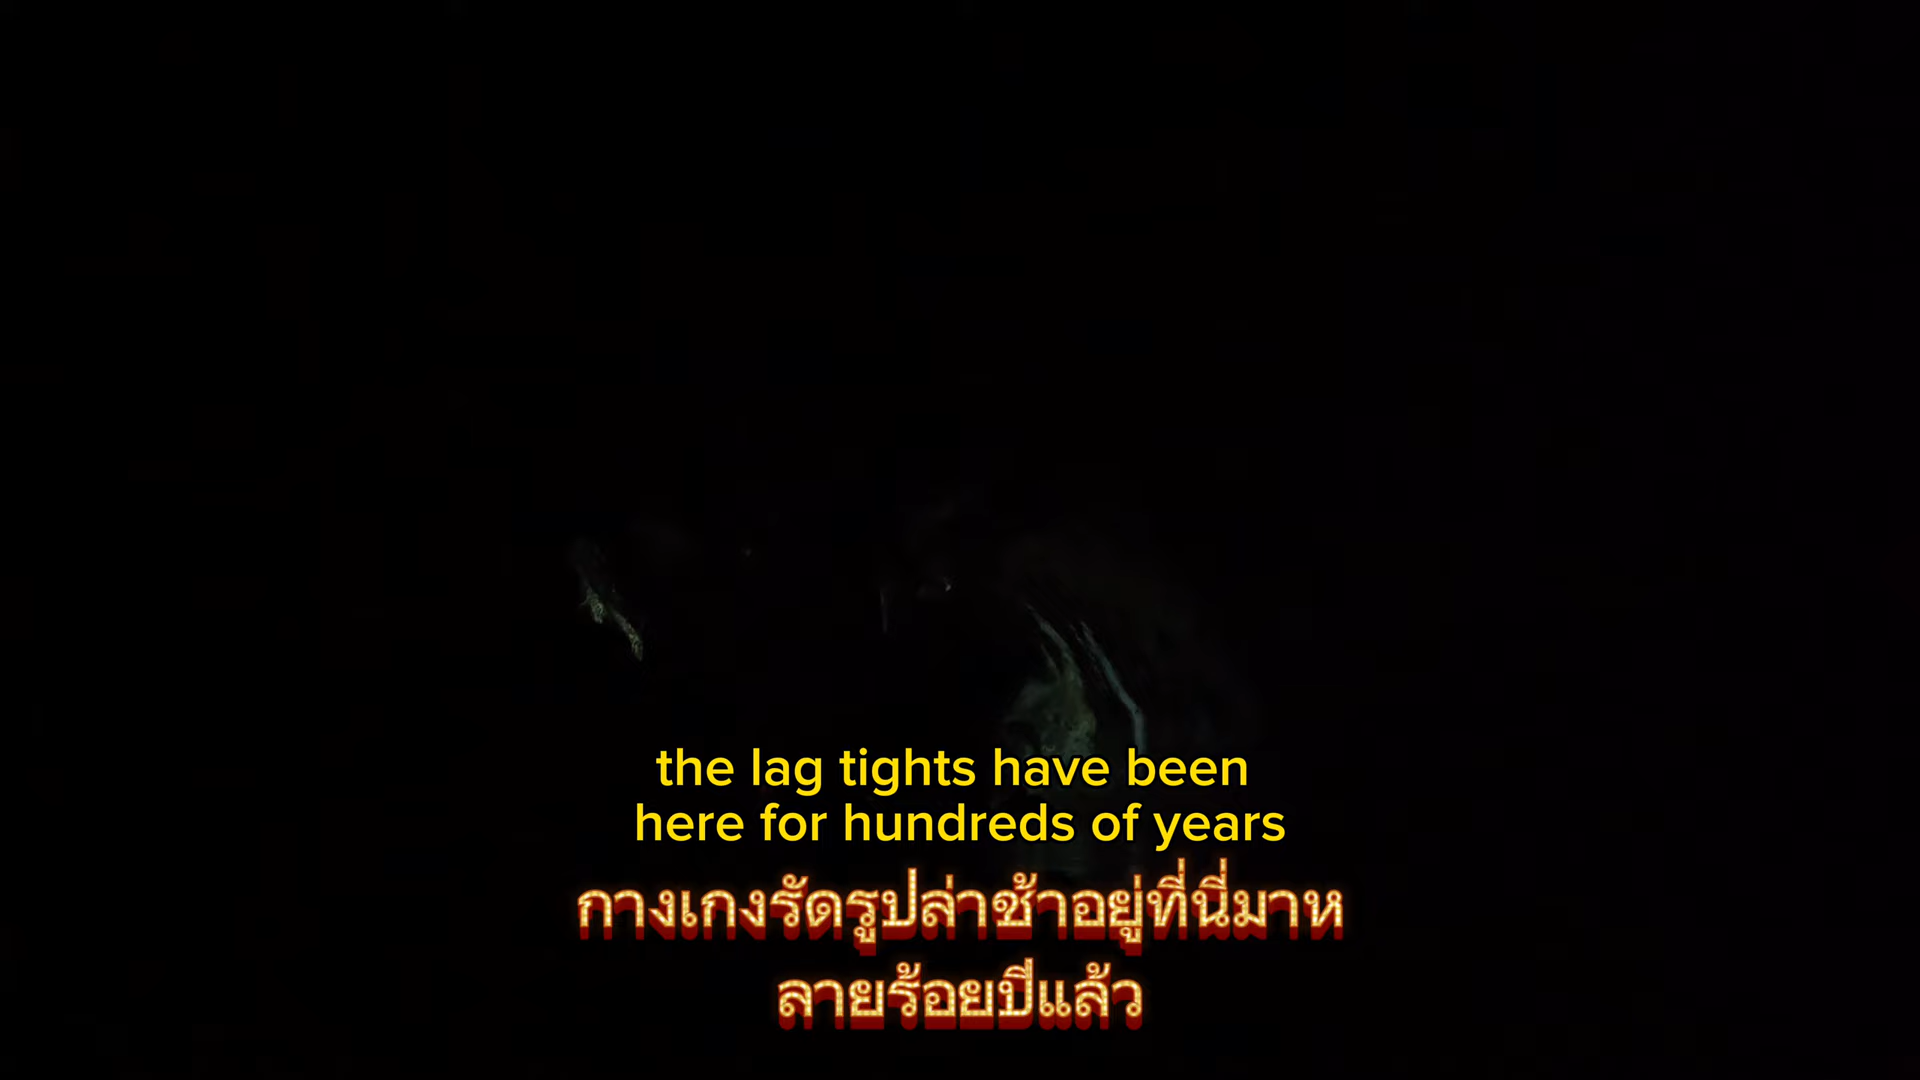 the lag tights have been
here for hundreds of years
กางเกงรัดรูปล่าช้าอยู่ที่นี่มาห
ลายร้อยปีแล้ว